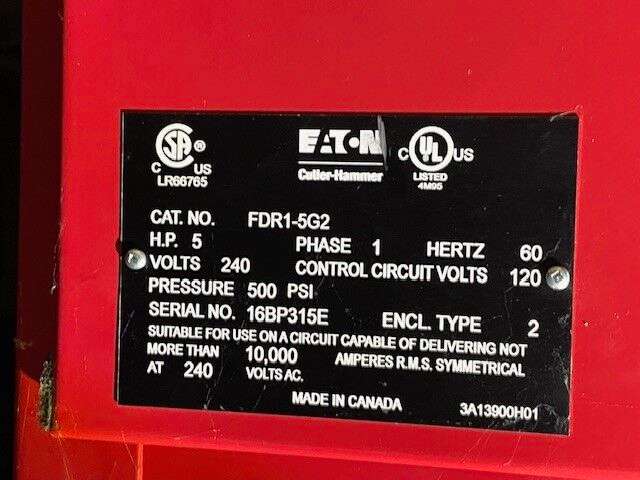 SA ®
C US
LR66765
EATON
Cutler-Hammer
C UL US
LISTED
4M95
CAT. NO. FDR1-5G2
H.P. 5 PHASE 1 HERTZ 60
VOLTS 240 CONTROL CIRCUIT VOLTS 120
PRESSURE 500 PSI
SERIAL NO. 16BP315E ENCL. TYPE 2
SUITABLE FOR USE ON A CIRCUIT CAPABLE OF DELIVERING NOT
MORE THAN 10,000 AMPERES R.M.S. SYMMETRICAL
AT 240 VOLTS AC.
MADE IN CANADA 3A13900H01